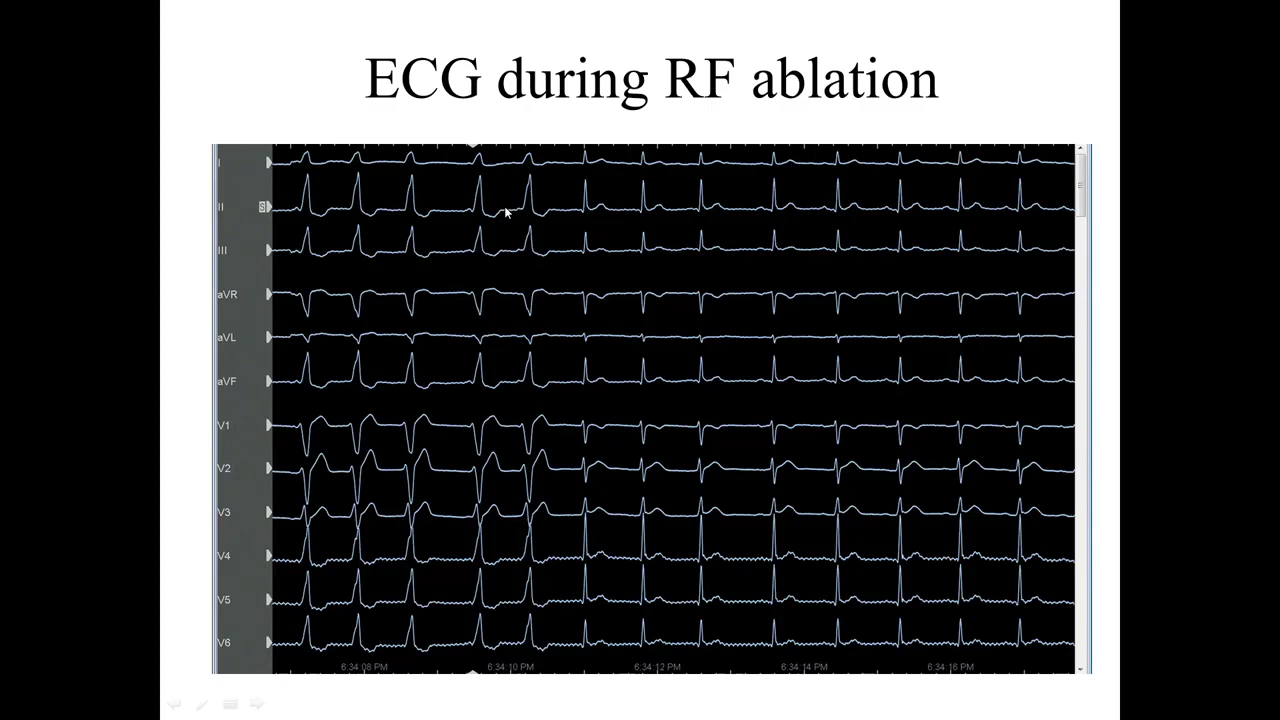 ECG during RF ablation
I
II
S
III
aVR
aVL
aVF
V1
V2
V3
V4
V5
V6
6:34:08 PM 6:34:10 PM 6:34:12 PM 6:34:14 PM 6:34:16 PM